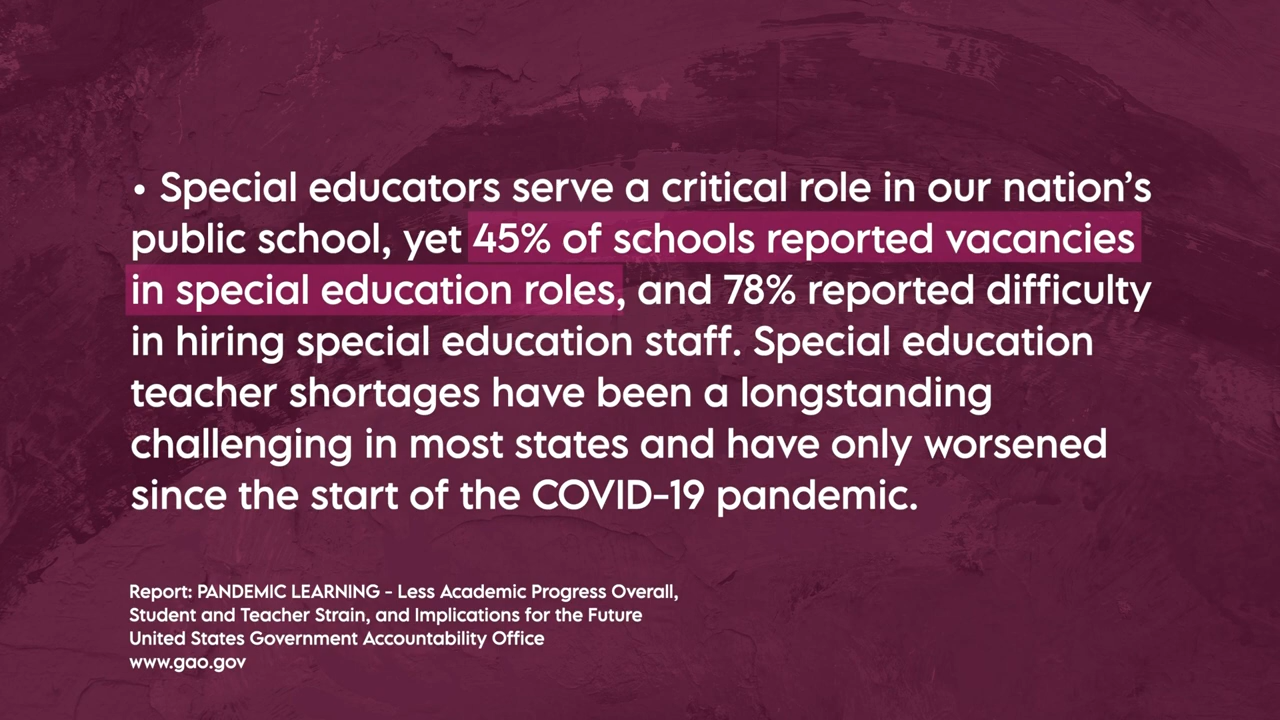 • Special educators serve a critical role in our nation’s
public school, yet 45% of schools reported vacancies
in special education roles, and 78% reported difficulty
in hiring special education staff. Special education
teacher shortages have been a longstanding
challenging in most states and have only worsened
since the start of the COVID-19 pandemic.
Report: PANDEMIC LEARNING - Less Academic Progress Overall,
Student and Teacher Strain, and Implications for the Future
United States Government Accountability Office
www.gao.gov